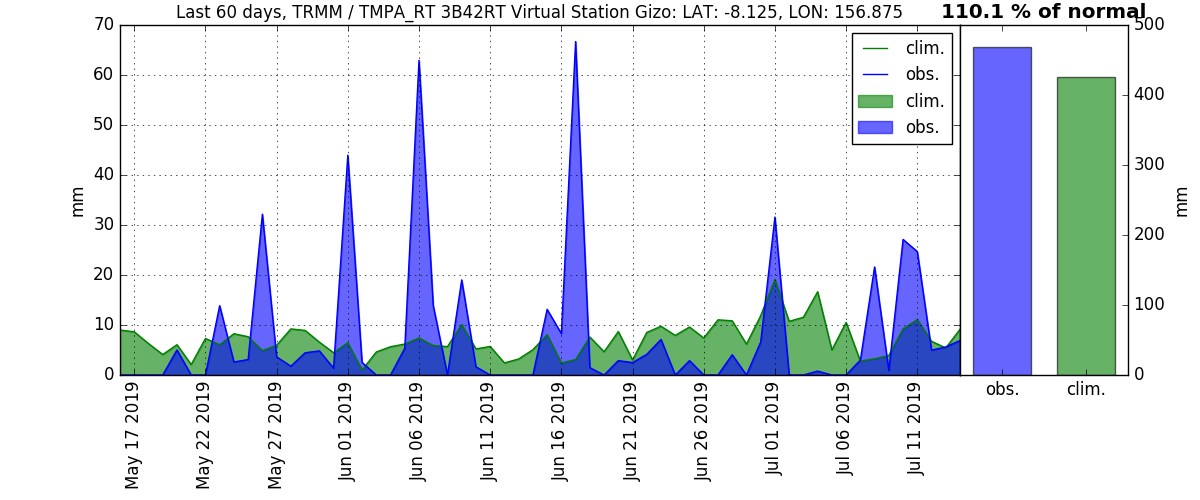 Last 60 days, TRMM / TMPA_RT 3B42RT Virtual Station Gizo: LAT: -8.125, LON: 156.875
110.1 % of normal
70
60
50
40
30
20
10
0
mm
clim.
obs.
clim.
obs.
May 17 2019
May 22 2019
May 27 2019
Jun 01 2019
Jun 06 2019
Jun 11 2019
Jun 16 2019
Jun 21 2019
Jun 26 2019
Jul 01 2019
Jul 06 2019
Jul 11 2019
500
400
300
200
100
0
mm
obs.
clim.